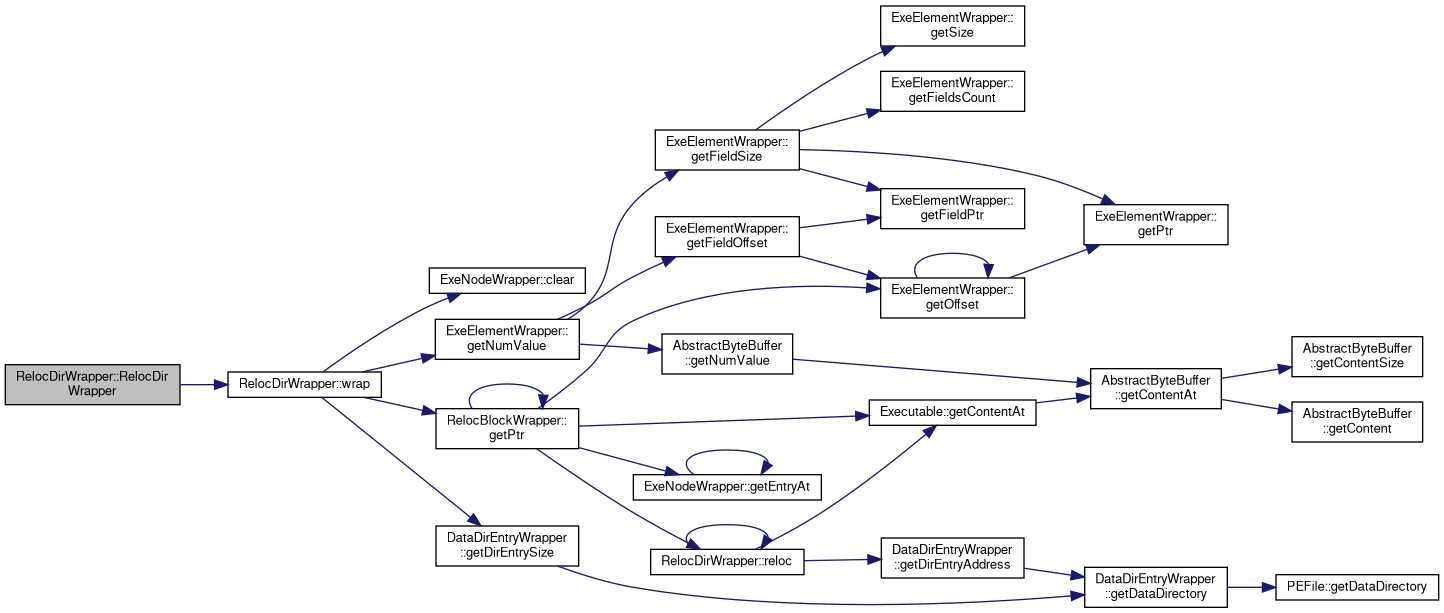 RelocDirWrapper::RelocDir
Wrapper
RelocDirWrapper::wrap
ExeNodeWrapper::clear
ExeElementWrapper::
getNumValue
RelocBlockWrapper::
getPtr
DataDirEntryWrapper
::getDirEntrySize
ExeElementWrapper::
getFieldSize
ExeElementWrapper::
getFieldOffset
AbstractByteBuffer
::getNumValue
ExeNodeWrapper::getEntryAt
RelocDirWrapper::reloc
ExeElementWrapper::
getSize
ExeElementWrapper::
getFieldsCount
ExeElementWrapper::
getFieldPtr
ExeElementWrapper::
getOffset
Executable::getContentAt
DataDirEntryWrapper
::getDirEntryAddress
ExeElementWrapper::
getPtr
AbstractByteBuffer
::getContentAt
DataDirEntryWrapper
::getDataDirectory
AbstractByteBuffer
::getContentSize
AbstractByteBuffer
::getContent
PEFile::getDataDirectory